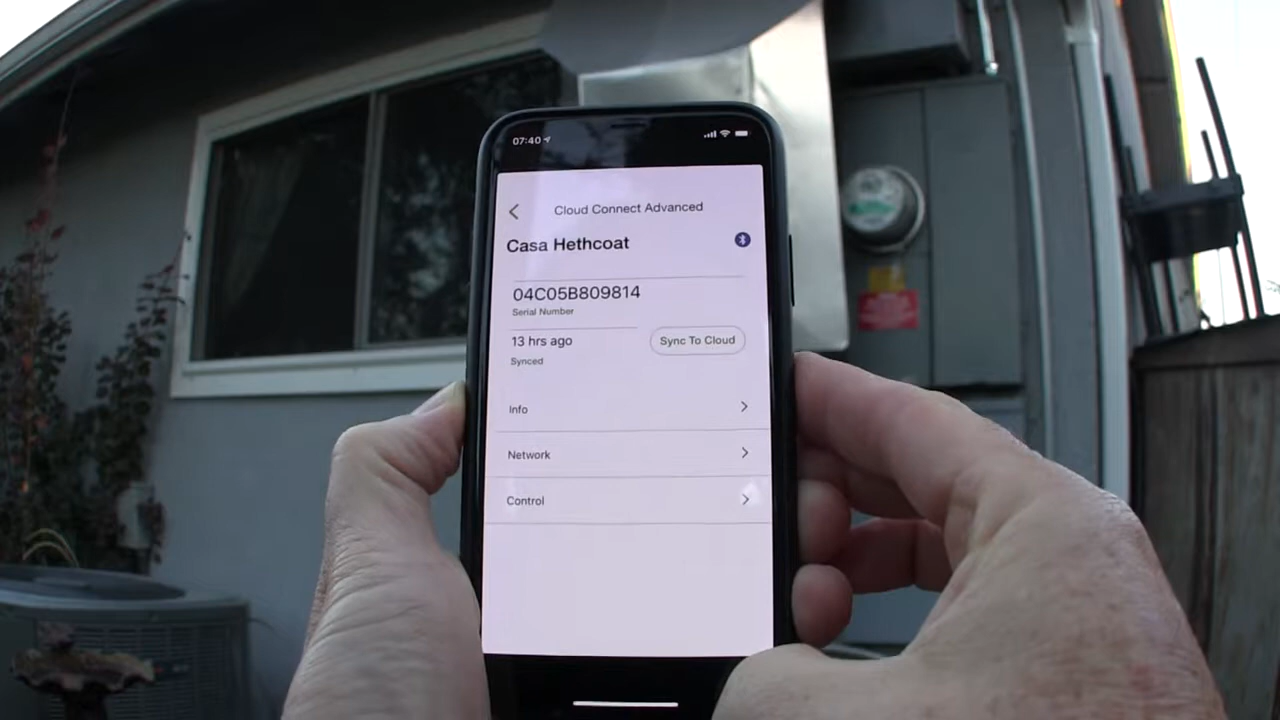 07:40
Cloud Connect Advanced
Casa Hethcoat
04C05B809814
Serial Number
13 hrs ago
Sync To Cloud
Synced
Info
Network
Control